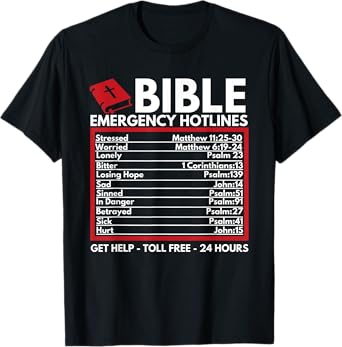 BIBLE
EMERGENCY HOTLINES
Stressed Matthew 11:25-30
Worried Matthew 6:19-24
Lonely Psalm 23
Bitter 1 Corinthians:13
Losing Hope Psalm:139
Sad John:14
Sinned Psalm:51
In Danger Psalm:91
Betrayed Psalm:27
Sick Psalm:41
Hurt John:15
GET HELP - TOLL FREE - 24 HOURS